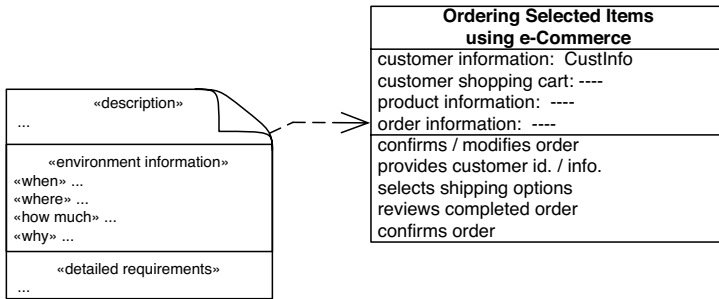 «description»
...
«environment information»
«when» ...
«where» ...
«how much» ...
«why» ...
«detailed requirements»
...
Ordering Selected Items
using e-Commerce
customer information:  CustInfo
customer shopping cart: ----
product information:  ----
order information:  ----
confirms / modifies order
provides customer id. / info.
selects shipping options
reviews completed order
confirms order